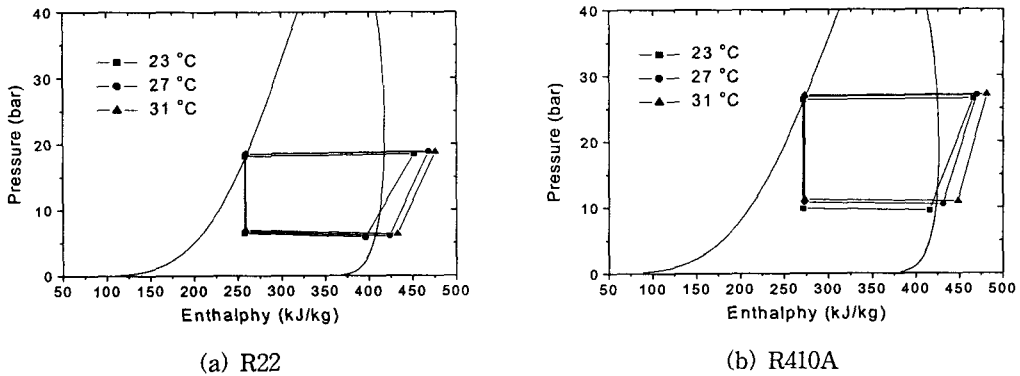 40
30
20
10
0
Pressure (bar)
23 °C
27 °C
31 °C
50 100 150 200 250 300 350 400 450 500
Enthalphy (kJ/kg)
(a) R22
40
30
20
10
0
Pressure (bar)
23 °C
27 °C
31 °C
50 100 150 200 250 300 350 400 450 500
Enthalpy (kJ/kg)
(b) R410A